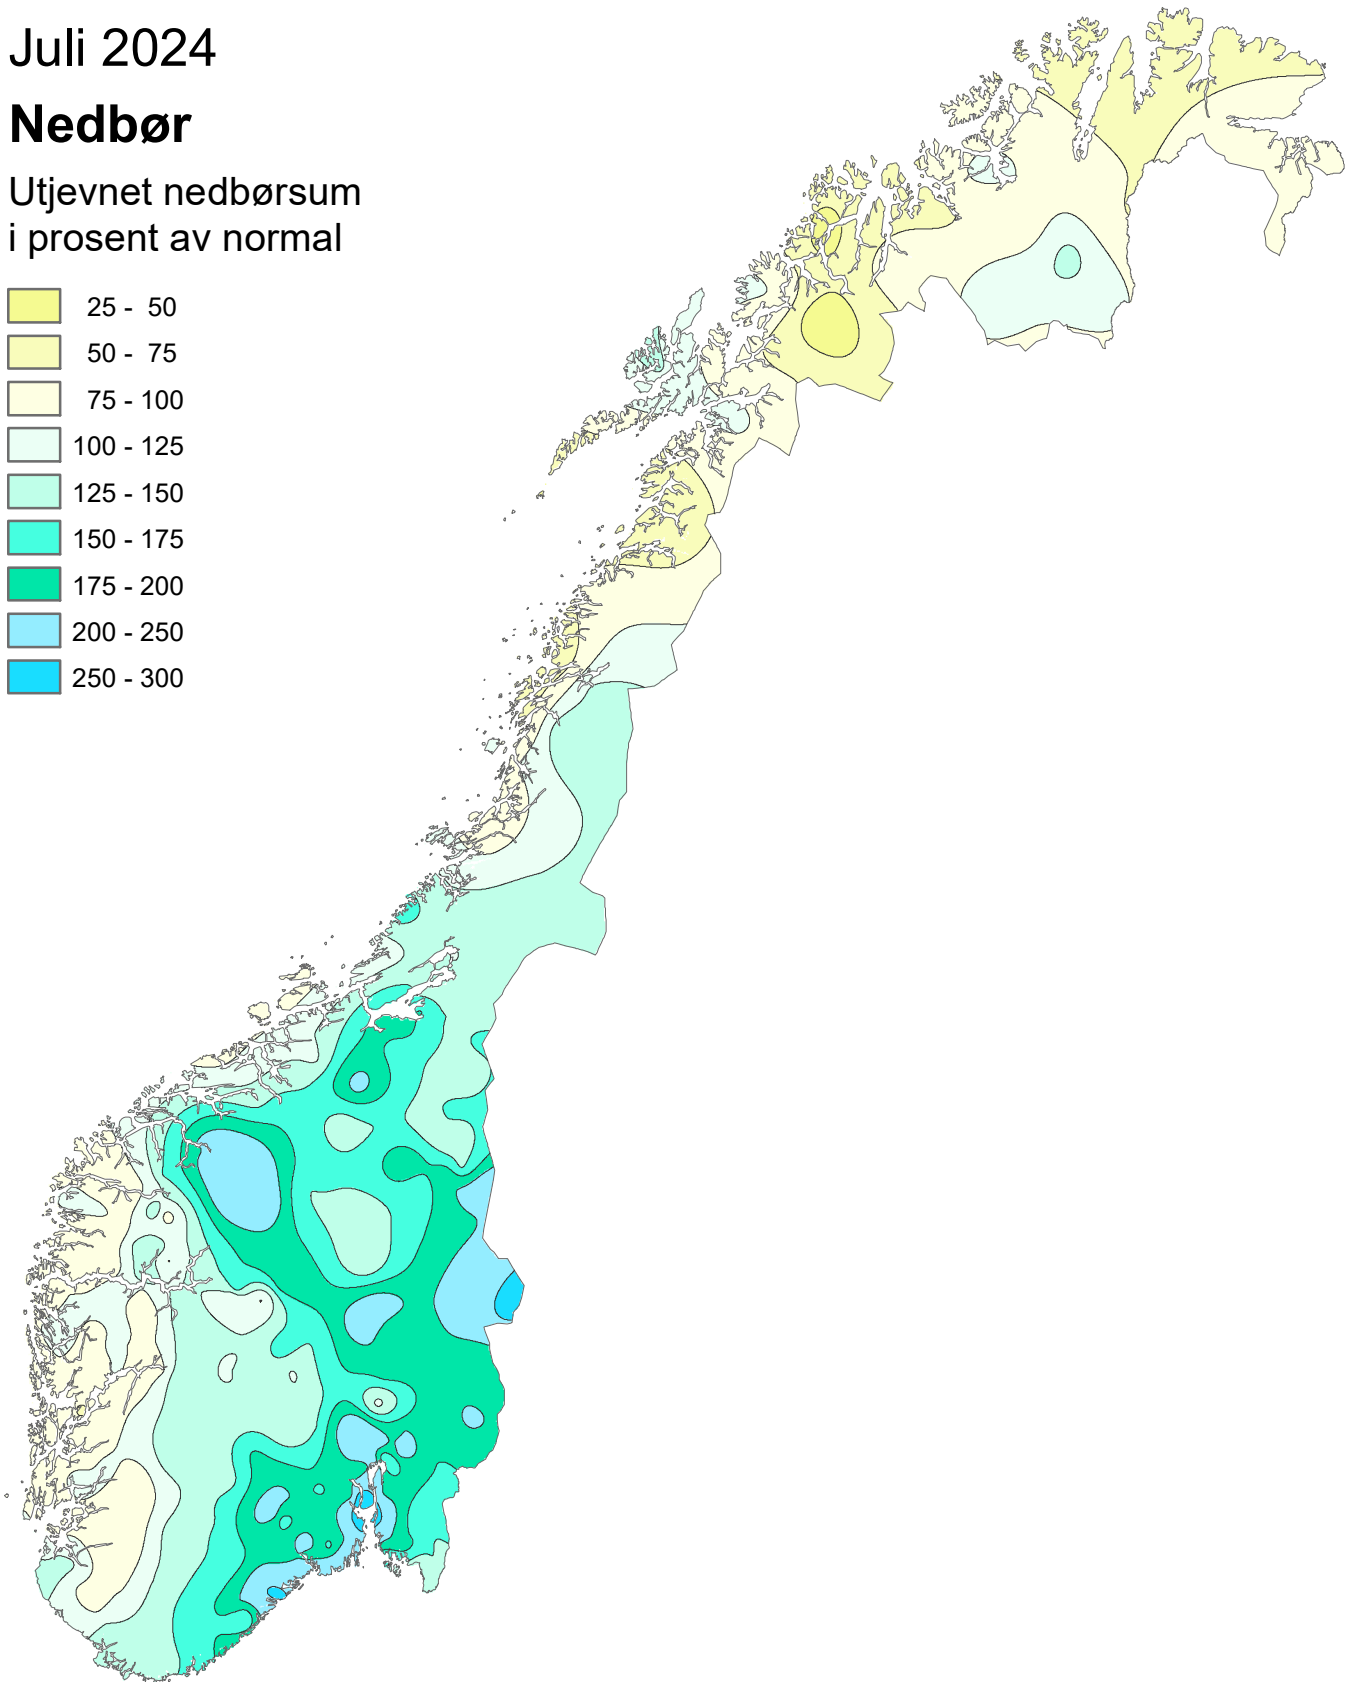 Juli 2024
Nedbør
Utjevnet nedbørsum
i prosent av normal
25 - 50
50 - 75
75 - 100
100 - 125
125 - 150
150 - 175
175 - 200
200 - 250
250 - 300